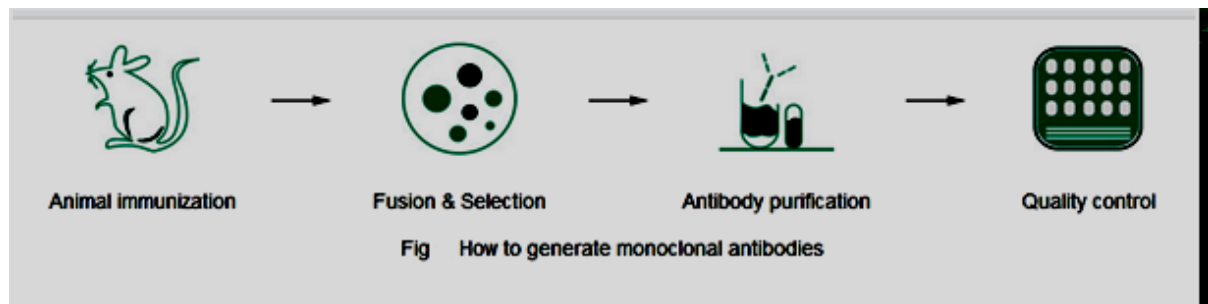 Animal immunization
Fusion & Selection
Antibody purification
Quality control
Fig How to generate monoclonal antibodies